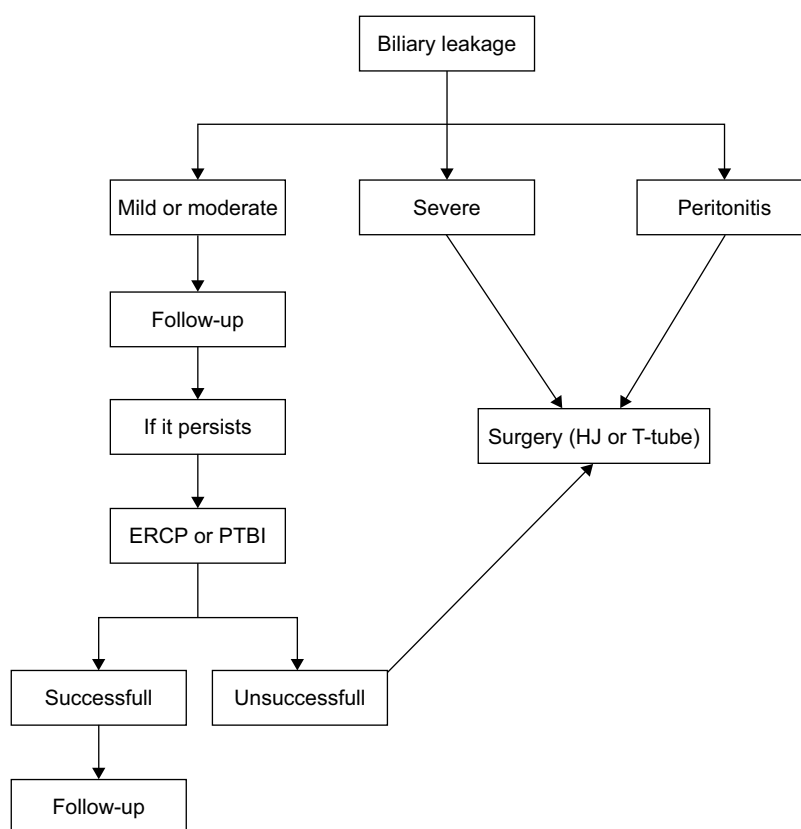 Biliary leakage
Mild or moderate
Severe
Peritonitis
Follow-up
If it persists
Surgery (HJ or T-tube)
ERCP or PTBI
Successfull
Unsuccessfull
Follow-up